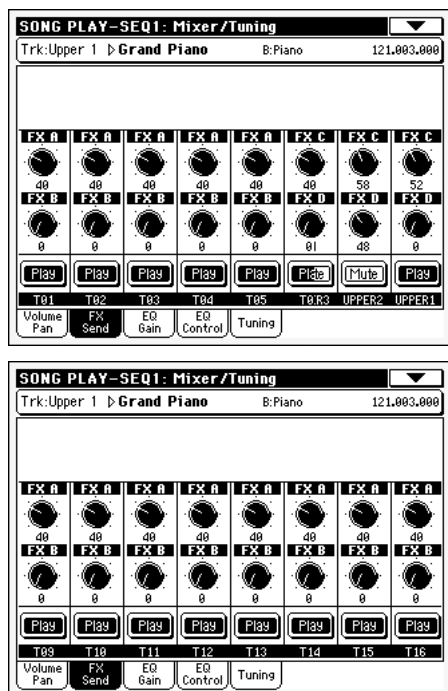 SONG PLAY-SEQ1: Mixer/Tuning
Trk:Upper 1 ▷Grand Piano B:Piano 121.003.000
FX A FX A FX A FX A FX A FX C FX C FX C
40 40 40 40 40 40 58 52
FX B FX B FX B FX B FX B FX D FX D FX D
0 0 0 0 0 48 0
Play Play Play Play Play Mute Play
T01 T02 T03 T04 T05 UPPER2 UPPER1
Volume Pan FX Send EQ Gain EQ Control Tuning
SONG PLAY-SEQ1: Mixer/Tuning
Trk:Upper 1 ▷Grand Piano B:Piano 121.003.000
FX A FX A FX A FX A FX A FX A FX A FX A
40 40 40 40 40 40 40 40
FX B FX B FX B FX B FX B FX B FX B FX B
0 0 0 0 0 0 0 0
Play Play Play Play Play Play Play Play
T09 T10 T11 T12 T13 T14 T15 T16
Volume Pan FX Send EQ Gain EQ Control Tuning